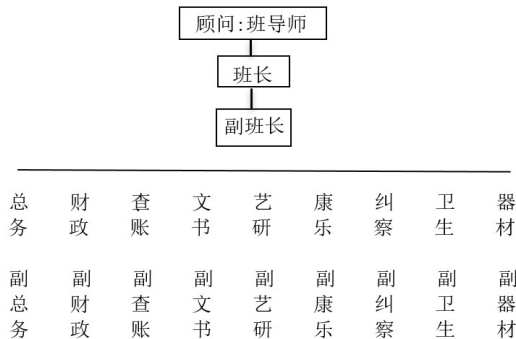 顾问:班导师
班长
副班长
总务 财政 查账 文书 艺研 康乐 纠察 卫生 器材
副总务 副财政 副查账 副文书 副艺研 副康乐 副纠察 副卫生 副器材